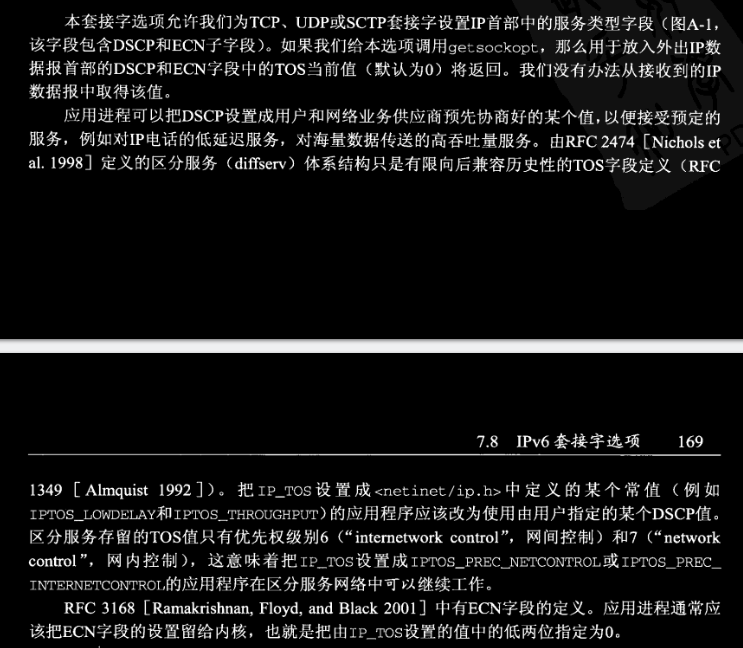 本套接字选项允许我们为TCP、UDP或SCTP套接字设置IP首部中的服务类型字段（图A-1，
该字段包含DSCP和ECN子字段）。如果我们给本选项调用getsockopt，那么用于放入外出IP数
据报首部的DSCP和ECN字段中的TOS当前值（默认为0）将返回。我们没有办法从接收到的IP
数据报中取得该值。
应用进程可以把DSCP设置成用户和网络业务供应商预先协商好的某个值，以便接受预定的
服务，例如对IP电话的低延迟服务，对海量数据传送的高吞吐量服务。由RFC 2474［Nichols et
al. 1998］定义的区分服务（diffserv）体系结构只是有限向后兼容历史性的TOS字段定义（RFC
7.8 IPv6 套接字选项 169
1349［Almquist 1992］）。把IP_TOS设置成<netinet/ip.h>中定义的某个常值（例如
IPTOS_LOWDELAY和IPTOS_THROUGHPUT）的应用程序应该改为使用由用户指定的某个DSCP值。
区分服务存留的TOS值只有优先权级别6（“internetwork control”，网间控制）和7（“network
control”，网内控制），这意味着把IP_TOS设置成IPTOS_PREC_NETCONTROL或IPTOS_PREC_
INTERNETCONTROL的应用程序在区分服务网络中可以继续工作。
RFC 3168［Ramakrishnan, Floyd, and Black 2001］中有ECN字段的定义。应用进程通常应
该把ECN字段的设置留给内核，也就是把由IP_TOS设置的值中的低两位指定为0。